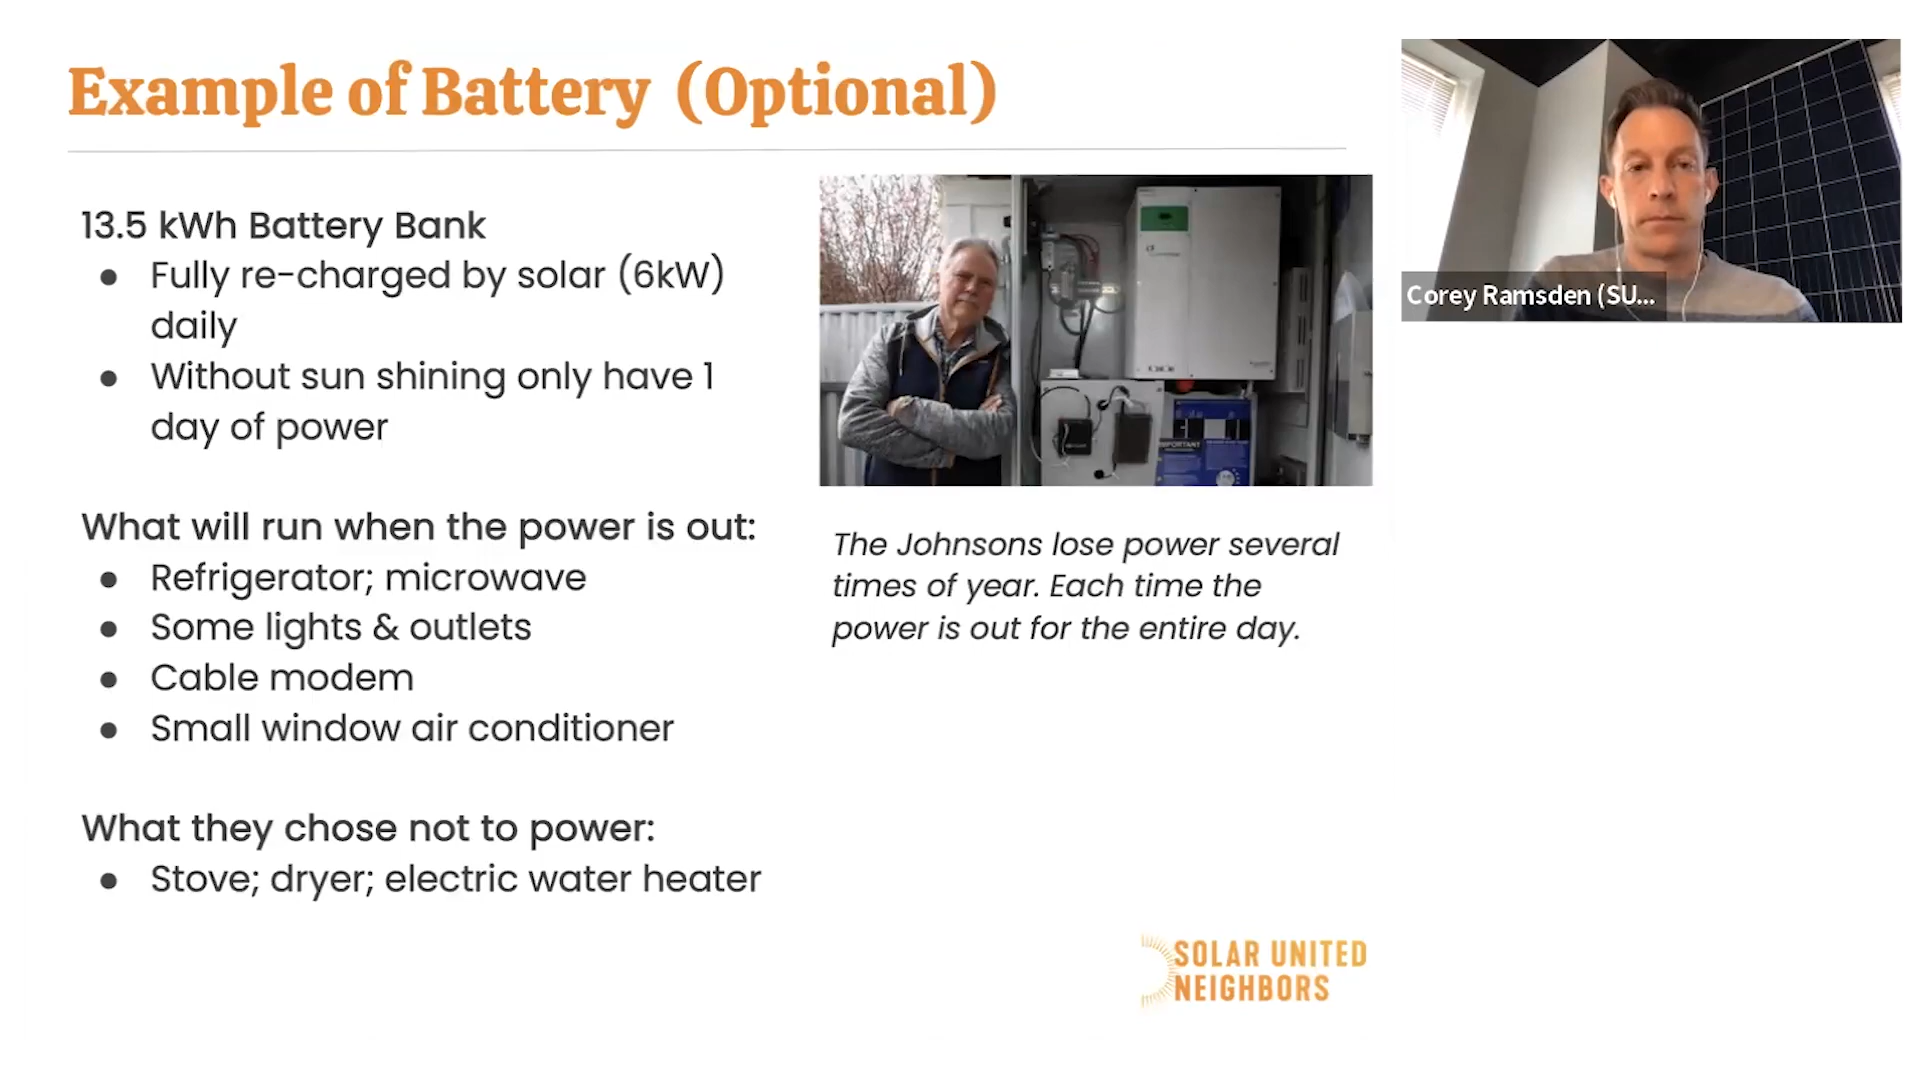 Example of Battery (Optional)
13.5 kWh Battery Bank
● Fully re-charged by solar (6kW)
daily
● Without sun shining only have 1
day of power
What will run when the power is out:
● Refrigerator; microwave
● Some lights & outlets
● Cable modem
● Small window air conditioner
What they chose not to power:
● Stove; dryer; electric water heater
IMPORTANT
The Johnsons lose power several
times of year. Each time the
power is out for the entire day.
SOLAR UNITED
NEIGHBORS
Corey Ramsden (SU...